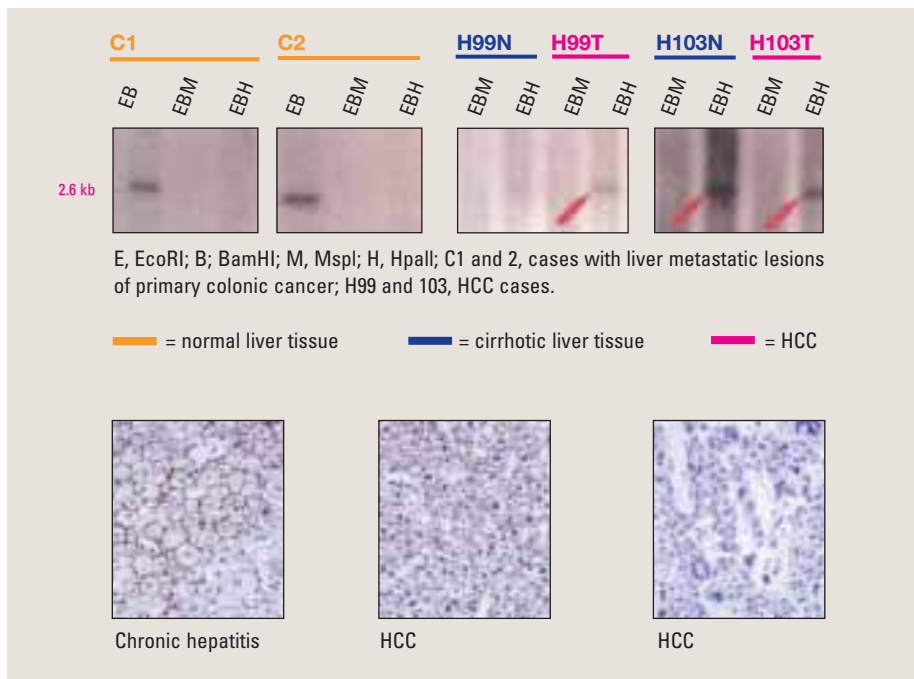 C1 C2 H99N H99T H103N H103T
EB EBM EBH EB EBM EBH EBM EBH EBM EBH EBM EBH EBM EBH
2.6 kb
E, EcoRI; B; BamHI; M, MspI; H, HpaII; C1 and 2, cases with liver metastatic lesions
of primary colonic cancer; H99 and 103, HCC cases.
= normal liver tissue = cirrhotic liver tissue = HCC
Chronic hepatitis HCC HCC